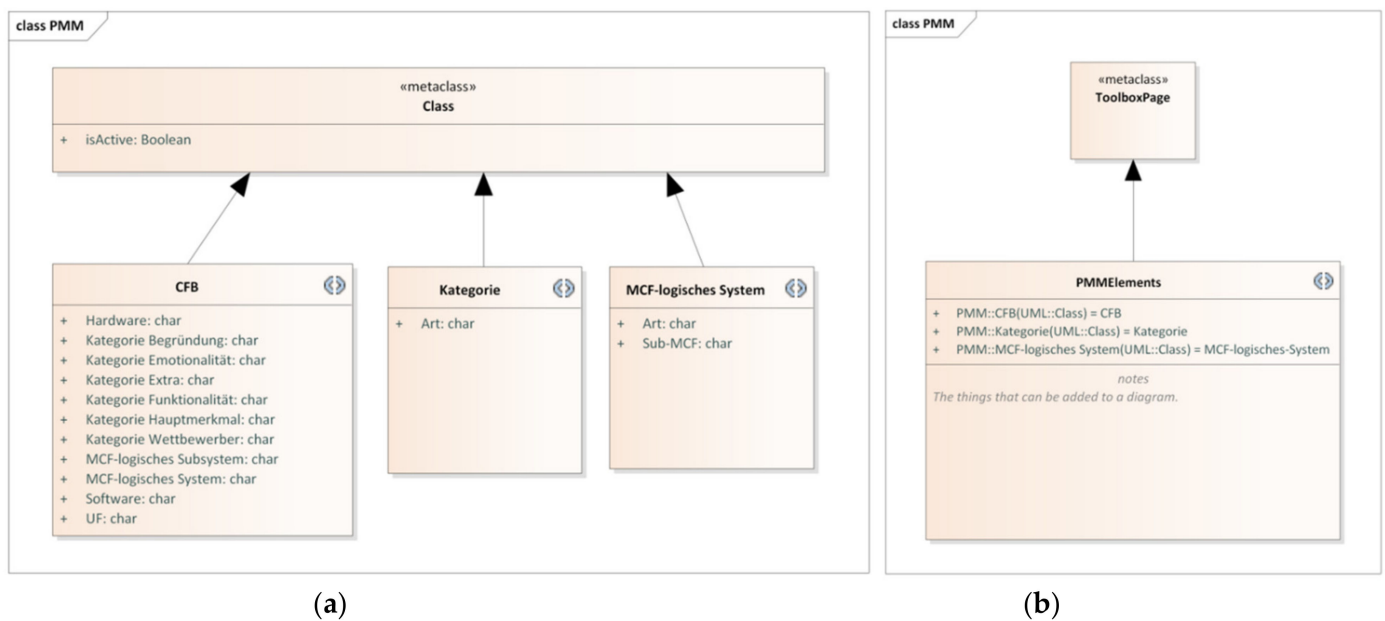 class PMM
«metaclass»
Class
+ isActive: Boolean
CFB
+ Hardware: char
+ Kategorie Begründung: char
+ Kategorie Emotionalität: char
+ Kategorie Extra: char
+ Kategorie Funktionalität: char
+ Kategorie Hauptmerkmal: char
+ Kategorie Wettbewerber: char
+ MCF-logisches Subsystem: char
+ MCF-logisches System: char
+ Software: char
+ UF: char
Kategorie
+ Art: char
MCF-logisches System
+ Art: char
+ Sub-MCF: char
(a)
class PMM
«metaclass»
ToolboxPage
PMMElements
+ PMM::CFB(UML::Class) = CFB
+ PMM::Kategorie(UML::Class) = Kategorie
+ PMM::MCF-logisches System(UML::Class) = MCF-logisches-System
notes
The things that can be added to a diagram.
(b)